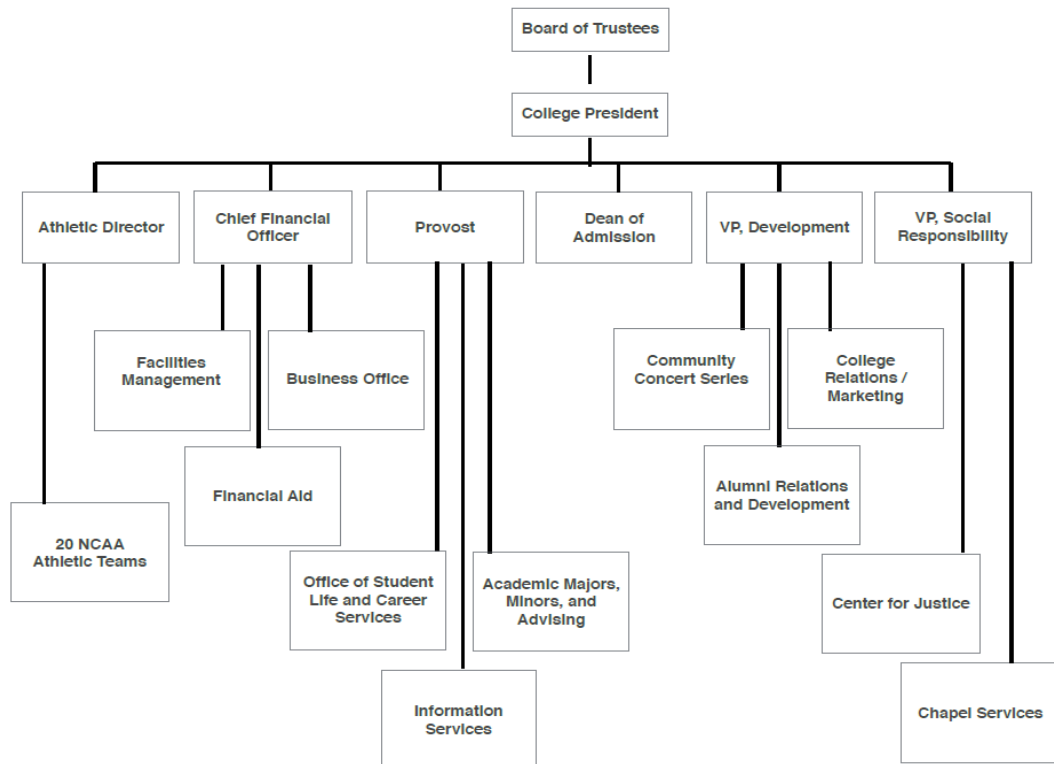 Board of Trustees
College President
Athletic Director
Chief Financial
Officer
Provost
Dean of
Admission
VP, Development
VP, Social
Responsibility
Facilities
Management
Business Office
Community
Concert Series
College
Relations /
Marketing
Financial Aid
Alumni Relations
and Development
20 NCAA
Athletic Teams
Office of Student
Life and Career
Services
Academic Majors,
Minors, and
Advising
Center for Justice
Information
Services
Chapel Services